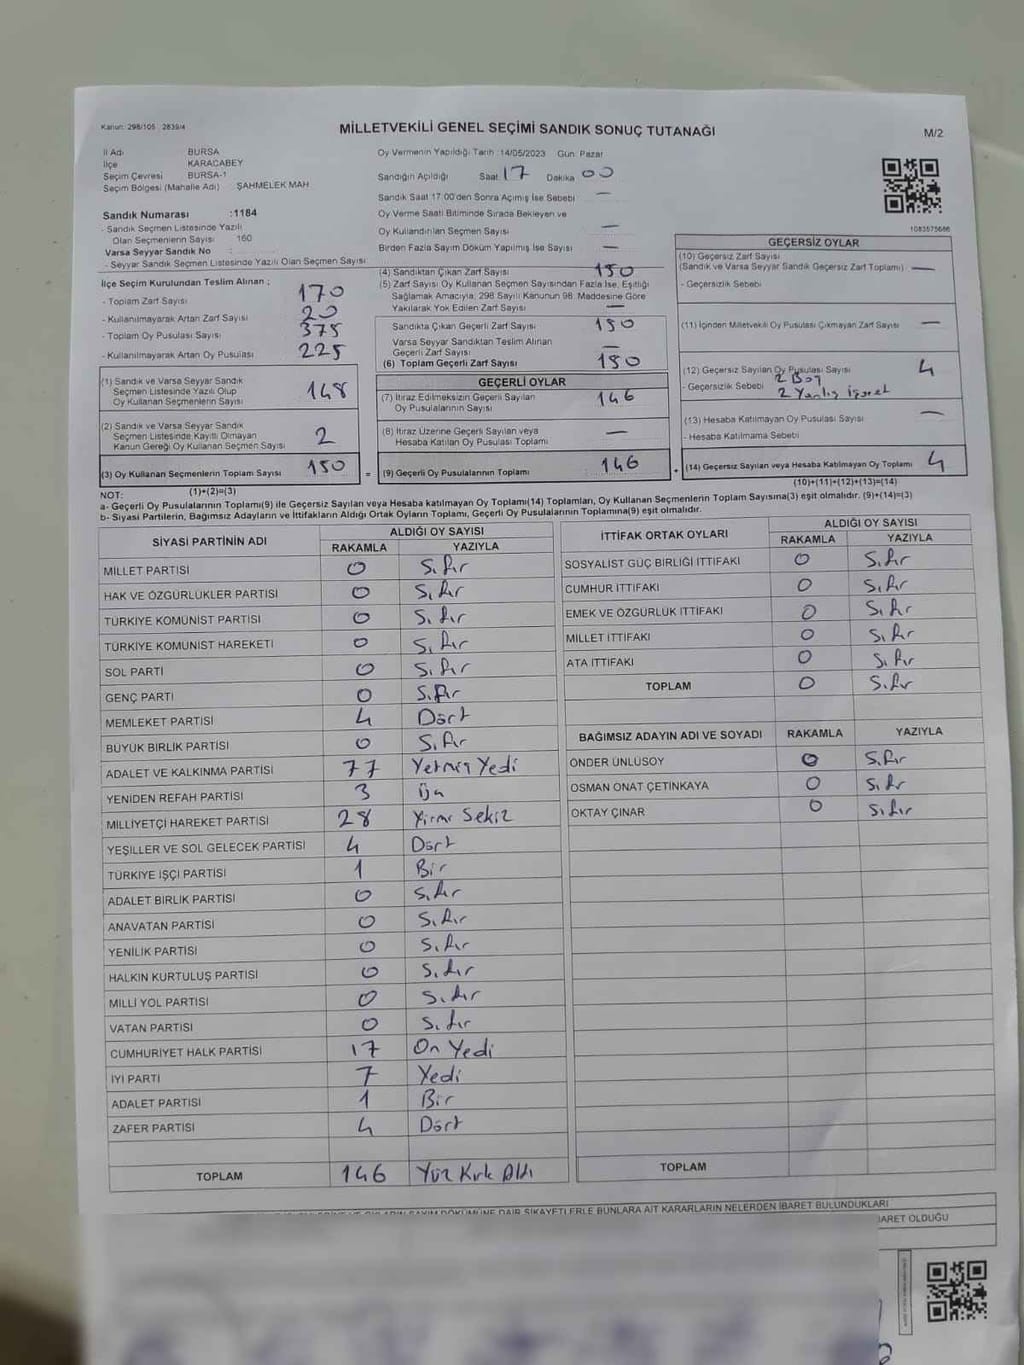 Kanun: 298/105 2839/4
MİLLETVEKİLİ GENEL SEÇİMİ SANDIK SONUÇ TUTANAĞI
M/2
İl Adı BURSA
İlçe KARACABEY
Seçim Çevresi BURSA-1
Seçim Bölgesi (Mahalle Adı) ŞAHMELEK MAH
Sandık Numarası :1184
- Sandık Seçmen Listesinde Yazılı
Olan Seçmenlerin Sayısı 160
Varsa Seyyar Sandık No :
- Seyyar Sandık Seçmen Listesinde Yazılı Olan Seçmen Sayısı:
İlçe Seçim Kurulundan Teslim Alınan ;
- Toplam Zarf Sayısı 170
- Kullanılmayarak Artan Zarf Sayısı 20
- Toplam Oy Pusulası Sayısı 375
- Kullanılmayarak Artan Oy Pusulası 225
(1) Sandık ve Varsa Seyyar Sandık
Seçmen Listesinde Yazılı Olup
Oy Kullanan Seçmenlerin Sayısı 148
(2) Sandık ve Varsa Seyyar Sandık
Seçmen Listesinde Kayıtlı Olmayan
Kanun Gereği Oy Kullanan Seçmen Sayısı 2
(3) Oy Kullanan Seçmenlerin Toplam Sayısı 150
(1)+(2)=(3)
Oy Vermenin Yapıldığı Tarih :14/05/2023 Gün: Pazar
Sandığın Açıldığı Saat 17 Dakika 00
Sandık Saat 17:00'den Sonra Açımış İse Sebebi —
Oy Verme Saati Bitiminde Sırada Bekleyen ve
Oy Kullandırılan Seçmen Sayısı —
Birden Fazla Sayım Döküm Yapılmış İse Sayısı —
(4) Sandıktan Çıkan Zarf Sayısı 150
(5) Zarf Sayısı Oy Kullanan Seçmen Sayısından Fazla İse, Eşitliği
Sağlamak Amacıyla, 298 Sayılı Kanunun 98. Maddesine Göre
Yakılarak Yok Edilen Zarf Sayısı —
Sandıkta Çıkan Geçerli Zarf Sayısı 150
Varsa Seyyar Sandıktan Teslim Alınan
Geçerli Zarf Sayısı —
(6) Toplam Geçerli Zarf Sayısı 150
GEÇERLİ OYLAR
(7) İtiraz Edilmeksizin Geçerli Sayılan
Oy Pusulalarının Sayısı 146
(8) İtiraz Üzerine Geçerli Sayılan veya
Hesaba Katılan Oy Pusulası Toplamı —
= (9) Geçerli Oy Pusulalarının Toplamı 146
1083575686
GEÇERSİZ OYLAR
(10) Geçersiz Zarf Sayısı
(Sandık ve Varsa Seyyar Sandık Geçersiz Zarf Toplamı) —
- Geçersizlik Sebebi
(11) İçinden Milletvekili Oy Pusulası Çıkmayan Zarf Sayısı —
(12) Geçersiz Sayılan Oy Pusulası Sayısı 4
- Geçersizlik Sebebi 2 Boş
2 Yanlış işaret
(13) Hesaba Katılmayan Oy Pusulası Sayısı —
- Hesaba Katılmama Sebebi
+ (14) Geçersiz Sayılan veya Hesaba Katılmayan Oy Toplamı 4
(10)+(11)+(12)+(13)=(14)
NOT:
a- Geçerli Oy Pusulalarının Toplamı(9) ile Geçersiz Sayılan veya Hesaba katılmayan Oy Toplamı(14) Toplamları, Oy Kullanan Seçmenlerin Toplam Sayısına(3) eşit olmalıdır. (9)+(14)=(3)
b- Siyasi Partilerin, Bağımsız Adayların ve İttifakların Aldığı Ortak Oyların Toplamı, Geçerli Oy Pusulalarının Toplamına(9) eşit olmalıdır.
SİYASİ PARTİNİN ADI ALDIĞI OY SAYISI
RAKAMLA YAZIYLA
MİLLET PARTİSİ 0 Sıfır
HAK VE ÖZGÜRLÜKLER PARTİSİ 0 Sıfır
TÜRKİYE KOMÜNİST PARTİSİ 0 Sıfır
TÜRKİYE KOMÜNİST HAREKETİ 0 Sıfır
SOL PARTİ 0 Sıfır
GENÇ PARTİ 0 Sıfır
MEMLEKET PARTİSİ 4 Dört
BÜYÜK BİRLİK PARTİSİ 0 Sıfır
ADALET VE KALKINMA PARTİSİ 77 Yetmiş Yedi
YENİDEN REFAH PARTİSİ 3 üç
MİLLİYETÇİ HAREKET PARTİSİ 28 Yirmi Sekiz
YEŞİLLER VE SOL GELECEK PARTİSİ 4 Dört
TÜRKİYE İŞÇİ PARTİSİ 1 Bir
ADALET BİRLİK PARTİSİ 0 Sıfır
ANAVATAN PARTİSİ 0 Sıfır
YENİLİK PARTİSİ 0 Sıfır
HALKIN KURTULUŞ PARTİSİ 0 Sıfır
MİLLİ YOL PARTİSİ 0 Sıfır
VATAN PARTİSİ 0 Sıfır
CUMHURİYET HALK PARTİSİ 17 On Yedi
İYİ PARTİ 7 Yedi
ADALET PARTİSİ 1 Bir
ZAFER PARTİSİ 4 Dört
TOPLAM 146 Yüz Kırk Altı
İTTİFAK ORTAK OYLARI ALDIĞI OY SAYISI
RAKAMLA YAZIYLA
SOSYALİST GÜÇ BİRLİĞİ İTTİFAKI 0 Sıfır
CUMHUR İTTİFAKI 0 Sıfır
EMEK VE ÖZGÜRLÜK İTTİFAKI 0 Sıfır
MİLLET İTTİFAKI 0 Sıfır
ATA İTTİFAKI 0 Sıfır
TOPLAM 0 Sıfır
BAĞIMSIZ ADAYIN ADI VE SOYADI RAKAMLA YAZIYLA
ÖNDER ÜNLÜSOY 0 Sıfır
OSMAN ONAT ÇETİNKAYA 0 Sıfır
OKTAY ÇINAR 0 Sıfır
TOPLAM
SAYIM DÖKÜMÜNE DAİR ŞİKAYETLERLE BUNLARA AİT KARARLARIN NELERDEN İBARET BULUNDUKLARI
İBARET OLDUĞU